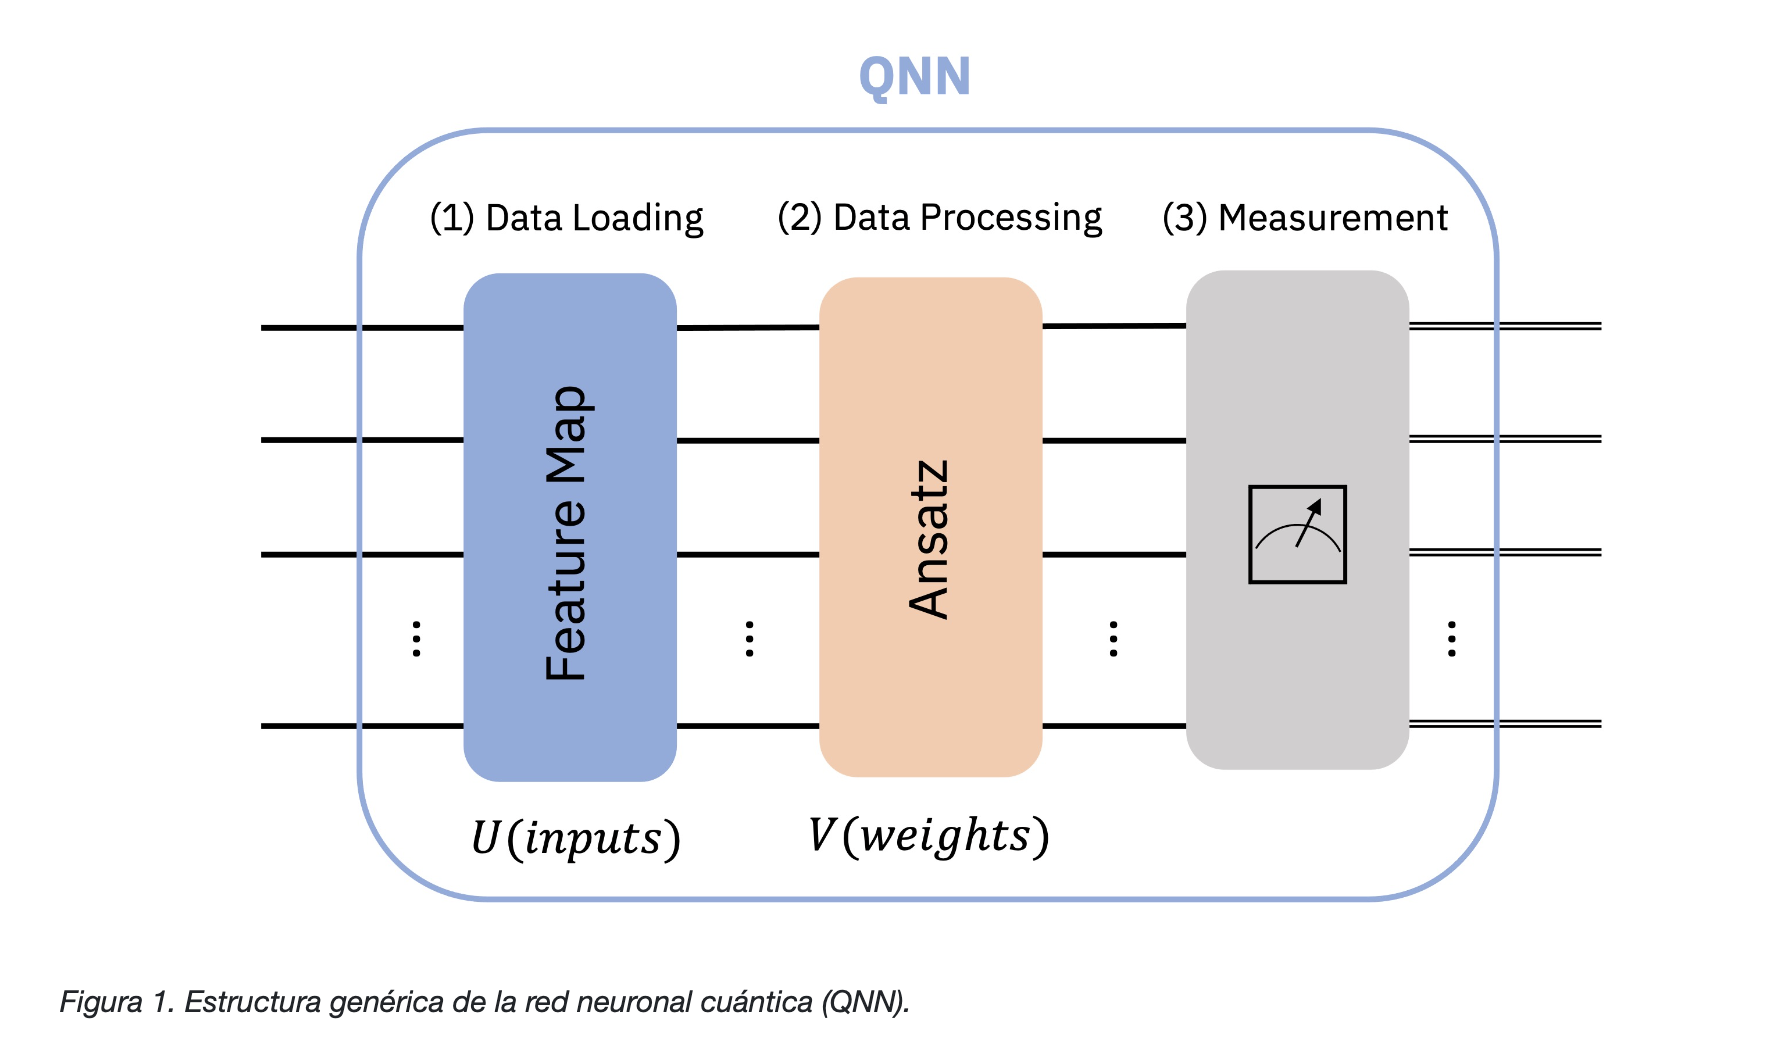 QNN
(1) Data Loading
(2) Data Processing
(3) Measurement
Feature Map
Ansatz
U(inputs)
V(weights)
Figura 1. Estructura genérica de la red neuronal cuántica (QNN).